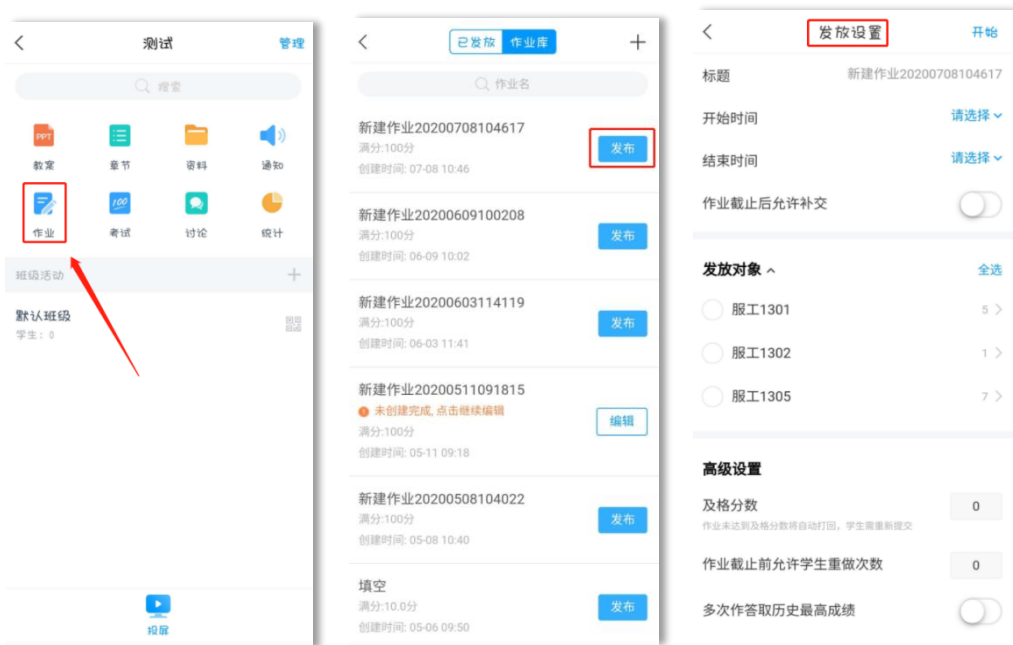 测试
管理
搜索
PPT
教案
章节
资料
通知
100
作业
考试
讨论
统计
班级活动
默认班级
学生：0
投屏
已发放
作业库
作业名
新建作业20200708104617
满分:100分
创建时间: 07-08 10:46
发布
新建作业20200609100208
满分:100分
创建时间: 06-09 10:02
发布
新建作业20200603114119
满分:100分
创建时间: 06-03 11:41
发布
新建作业20200511091815
未创建完成, 点击继续编辑
满分:100分
创建时间: 05-11 09:18
编辑
新建作业20200508104022
满分:100分
创建时间: 05-08 10:40
发布
填空
满分:10.0分
创建时间: 05-06 09:50
发布
发放设置
开始
标题 新建作业20200708104617
开始时间 请选择
结束时间 请选择
作业截止后允许补交
发放对象 全选
服工1301 5
服工1302 1
服工1305 7
高级设置
及格分数 0
作业未达到及格分数将自动打回，学生需重新提交
作业截止前允许学生重做次数 0
多次作答取历史最高成绩